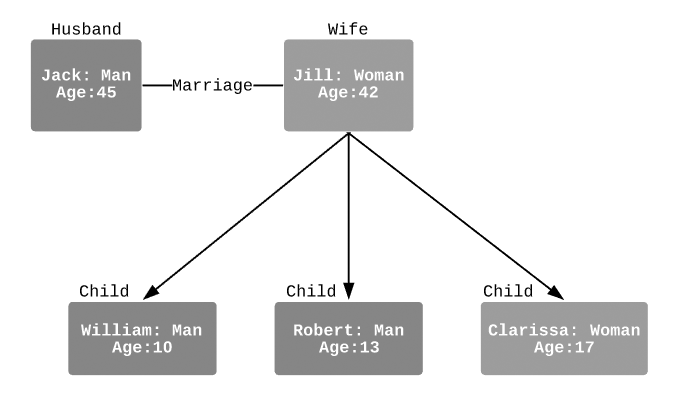 Husband
Wife
Jack: Man
Age:45
Marriage
Jill: Woman
Age:42
Child
William: Man
Age:10
Child
Robert: Man
Age:13
Child
Clarissa: Woman
Age:17